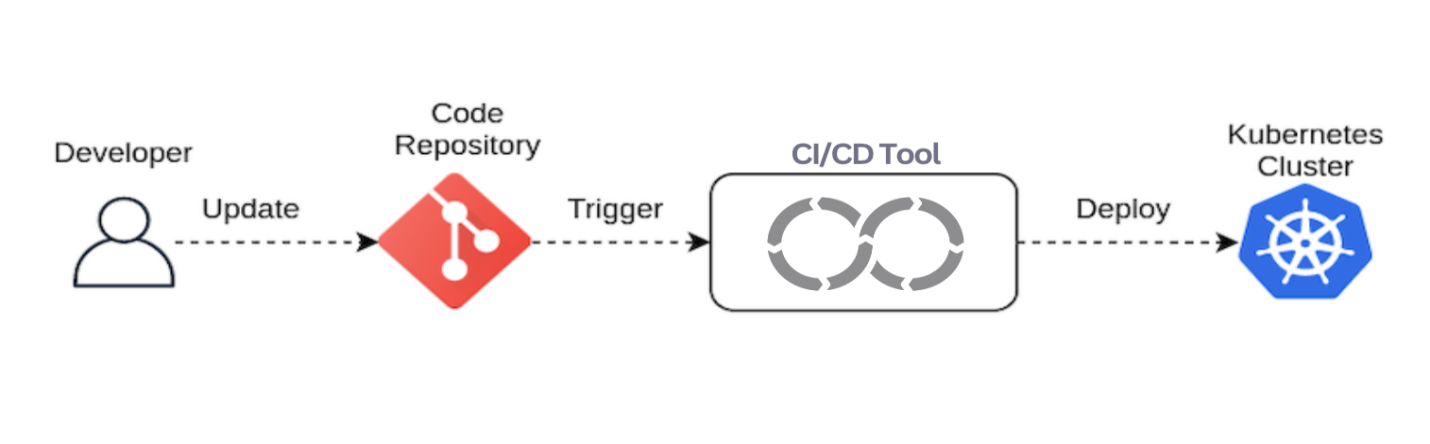 Developer
Update
Code
Repository
Trigger
CI/CD Tool
Deploy
Kubernetes
Cluster